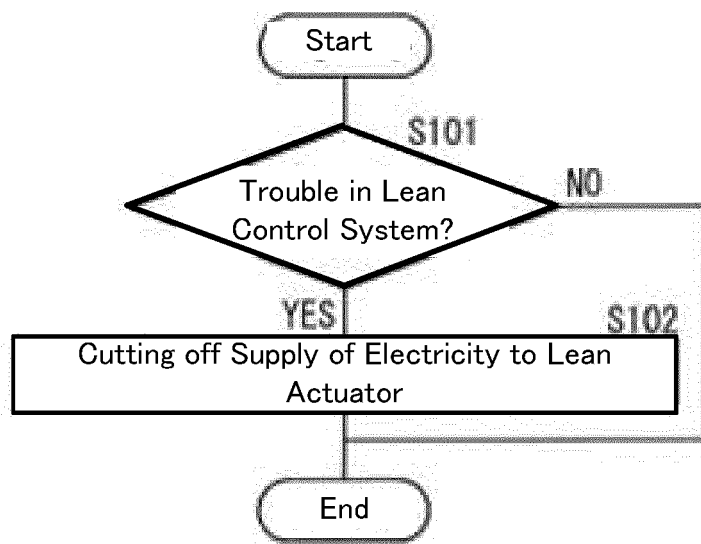 Start
S101
Trouble in Lean
Control System?
NO
YES
S102
Cutting off Supply of Electricity to Lean
Actuator
End